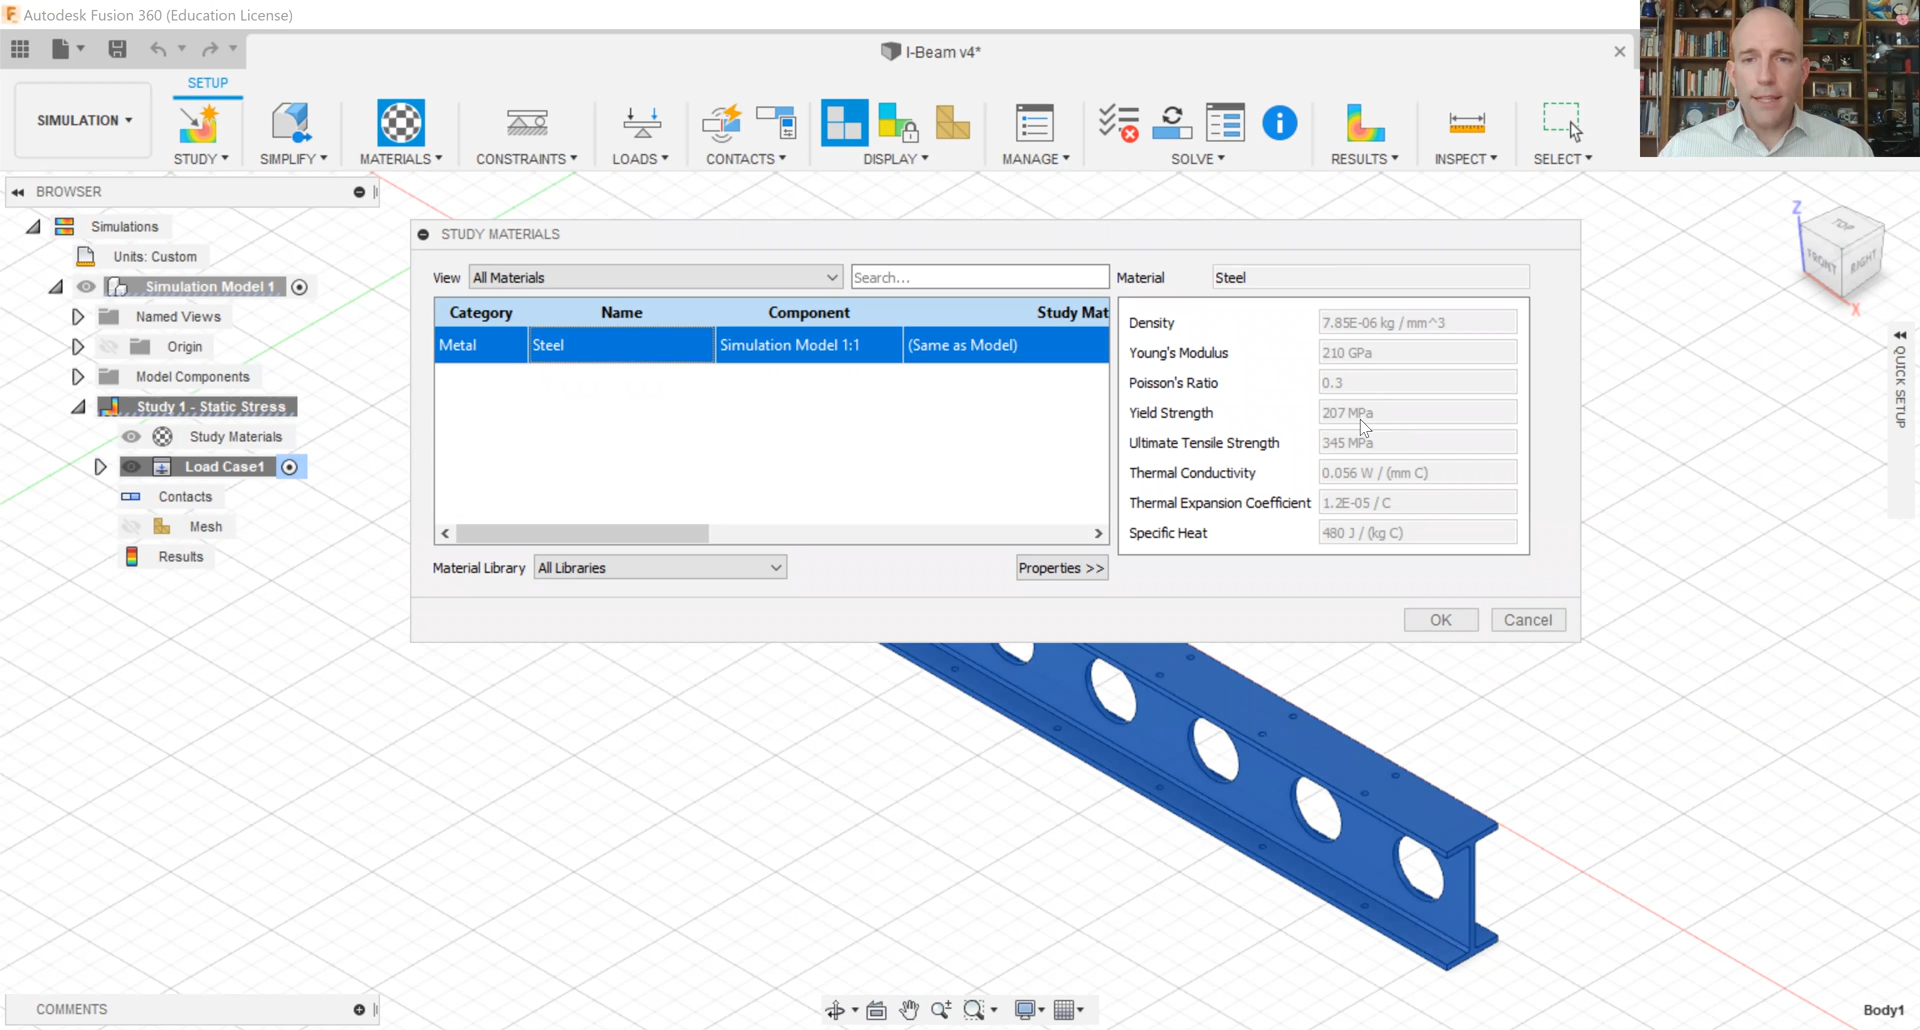 Autodesk Fusion 360 (Education License)
I-Beam v4*
SETUP
SIMULATION
STUDY
SIMPLIFY
MATERIALS
CONSTRAINTS
LOADS
CONTACTS
DISPLAY
MANAGE
SOLVE
RESULTS
INSPECT
SELECT
BROWSER
Simulations
Units: Custom
Simulation Model 1
Named Views
Origin
Model Components
Study 1 - Static Stress
Study Materials
Load Case1
Contacts
Mesh
Results
STUDY MATERIALS
View All Materials Search...
Category Name Component Study Mat
Metal Steel Simulation Model 1:1 (Same as Model)
Material Library All Libraries Properties >>
Material Steel
Density 7.85E-06 kg / mm^3
Young's Modulus 210 GPa
Poisson's Ratio 0.3
Yield Strength 207 MPa
Ultimate Tensile Strength 345 MPa
Thermal Conductivity 0.056 W / (mm C)
Thermal Expansion Coefficient 1.2E-05 / C
Specific Heat 480 J / (kg C)
OK Cancel
Z
TOP
FRONT RIGHT
X
QUICK SETUP
COMMENTS
Body1